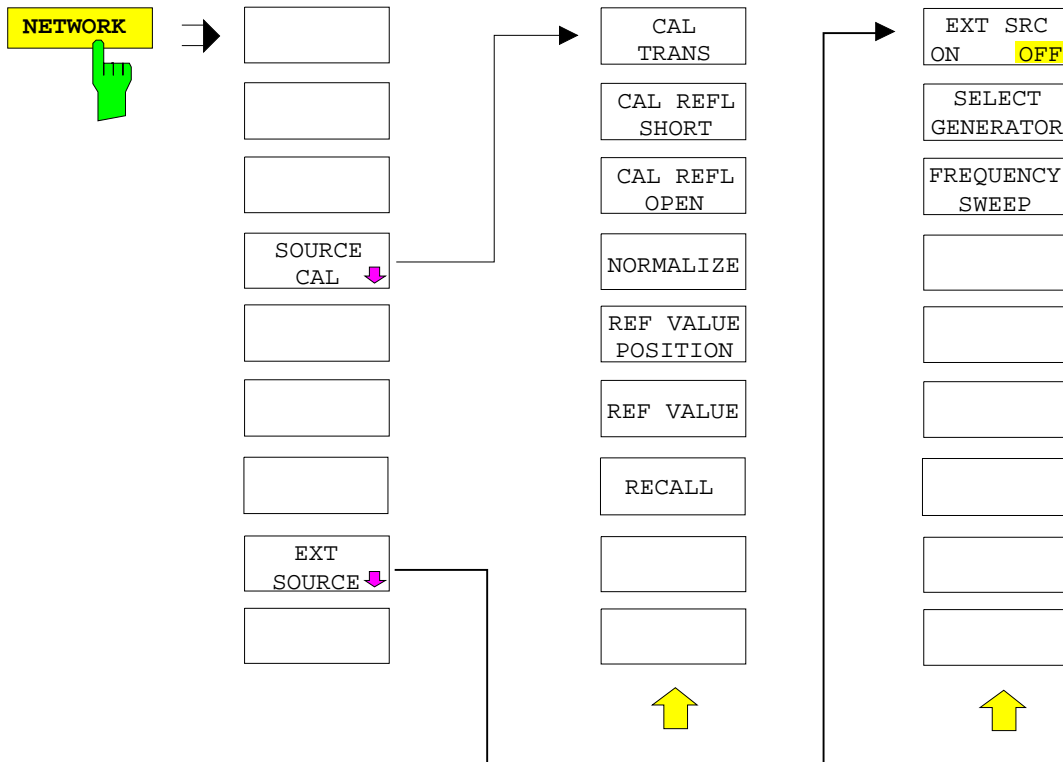 NETWORK
SOURCE
CAL
EXT
SOURCE
CAL
TRANS
CAL REFL
SHORT
CAL REFL
OPEN
NORMALIZE
REF VALUE
POSITION
REF VALUE
RECALL
EXT SRC
ON OFF
SELECT
GENERATOR
FREQUENCY
SWEEP